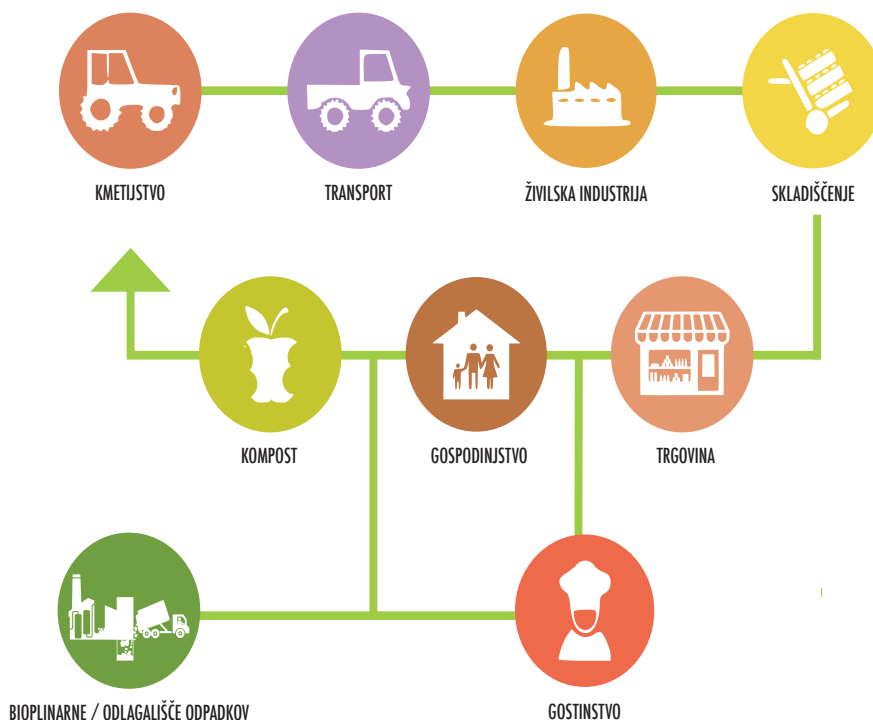 KMETIJSTVO
TRANSPORT
ŽIVILSKA INDUSTRIJA
SKLADIŠČENJE
KOMPOST
GOSPODINJSTVO
TRGOVINA
BIOPLINARNE / ODLAGALIŠČE ODPADKOV
GOSTINSTVO